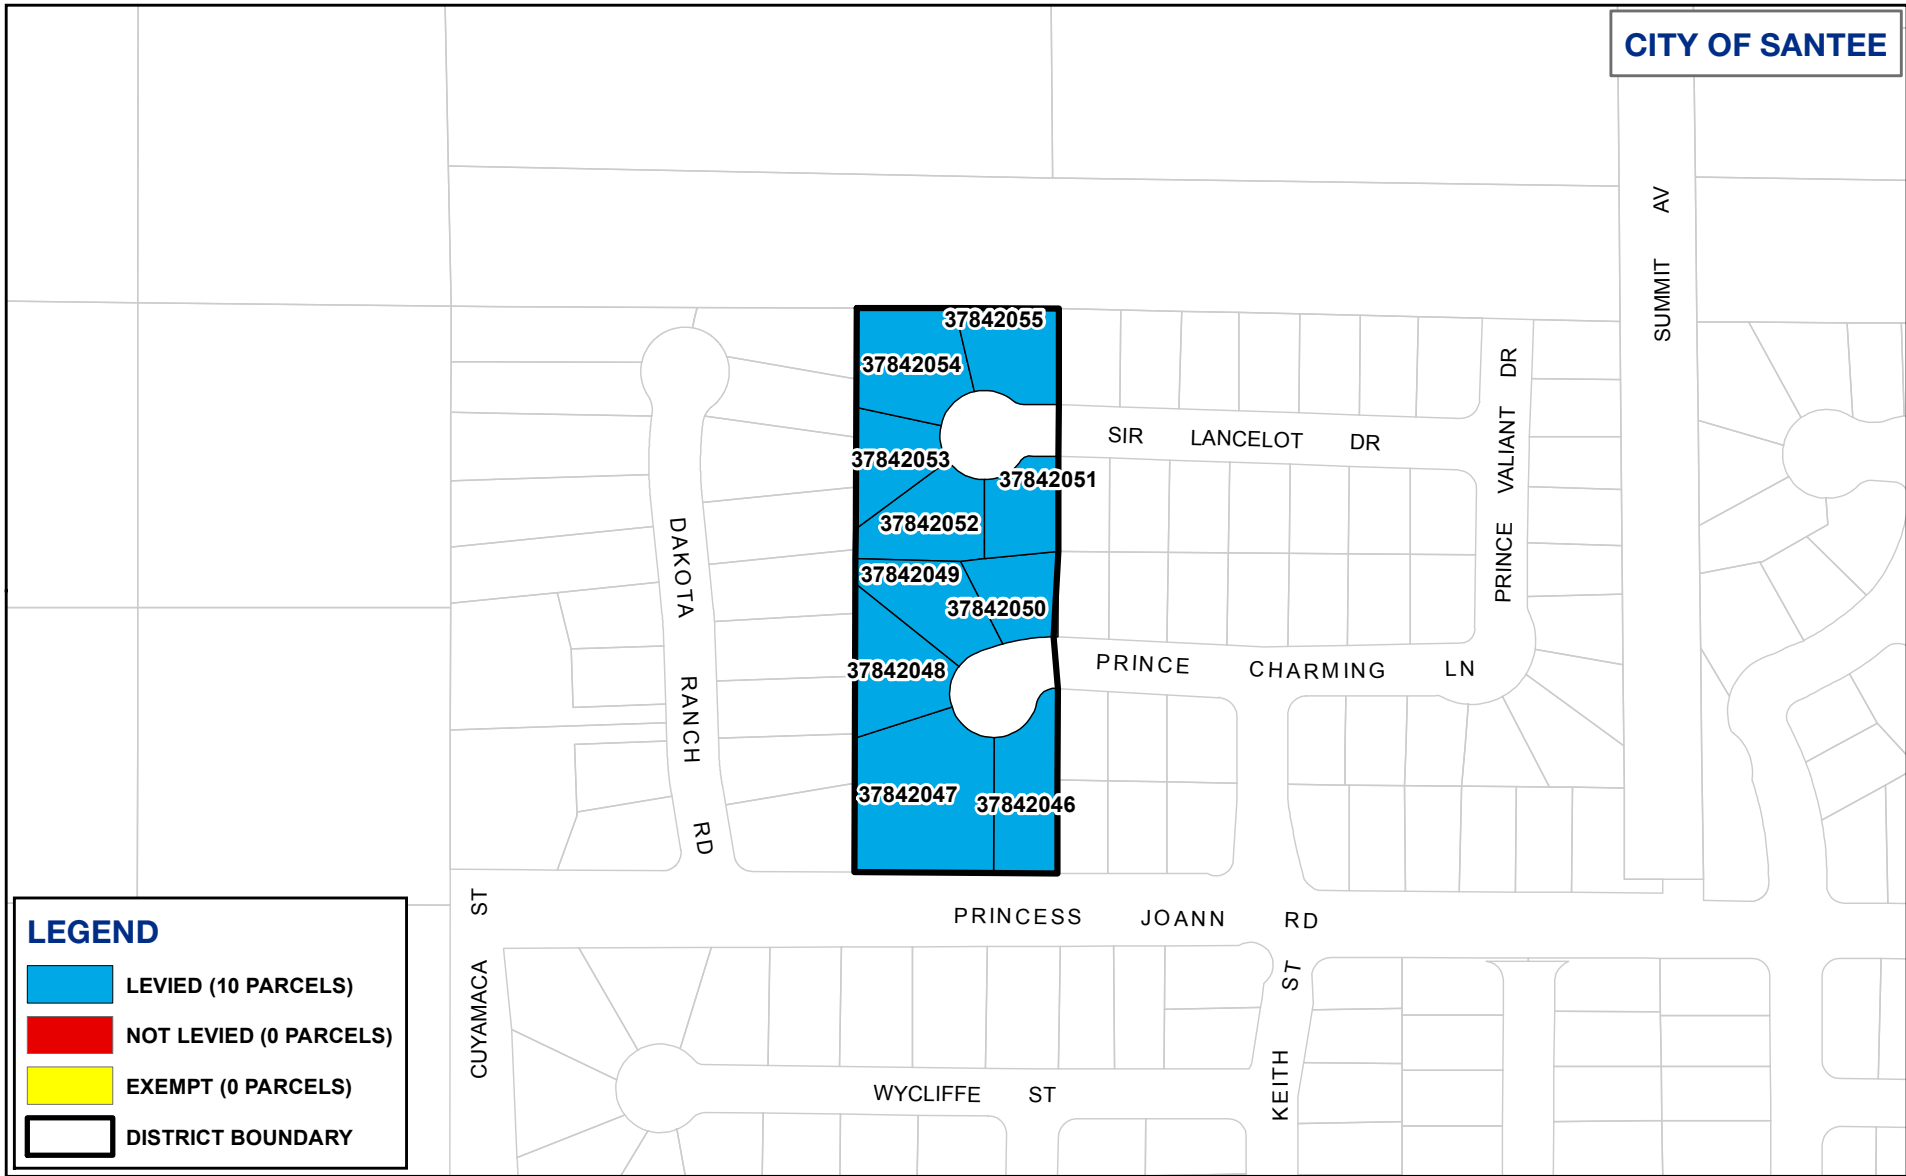 CITY OF SANTEE
SUMMIT AV
37842055
37842054
37842053
37842051
37842052
37842049
37842050
37842048
37842047
37842046
SIR LANCELOT DR
PRINCE VALIANT DR
DAKOTA RANCH RD
PRINCE CHARMING LN
PRINCESS JOANN RD
CUYAMACA ST
KEITH ST
WYCLIFFE ST
LEGEND
LEVIED (10 PARCELS)
NOT LEVIED (0 PARCELS)
EXEMPT (0 PARCELS)
DISTRICT BOUNDARY